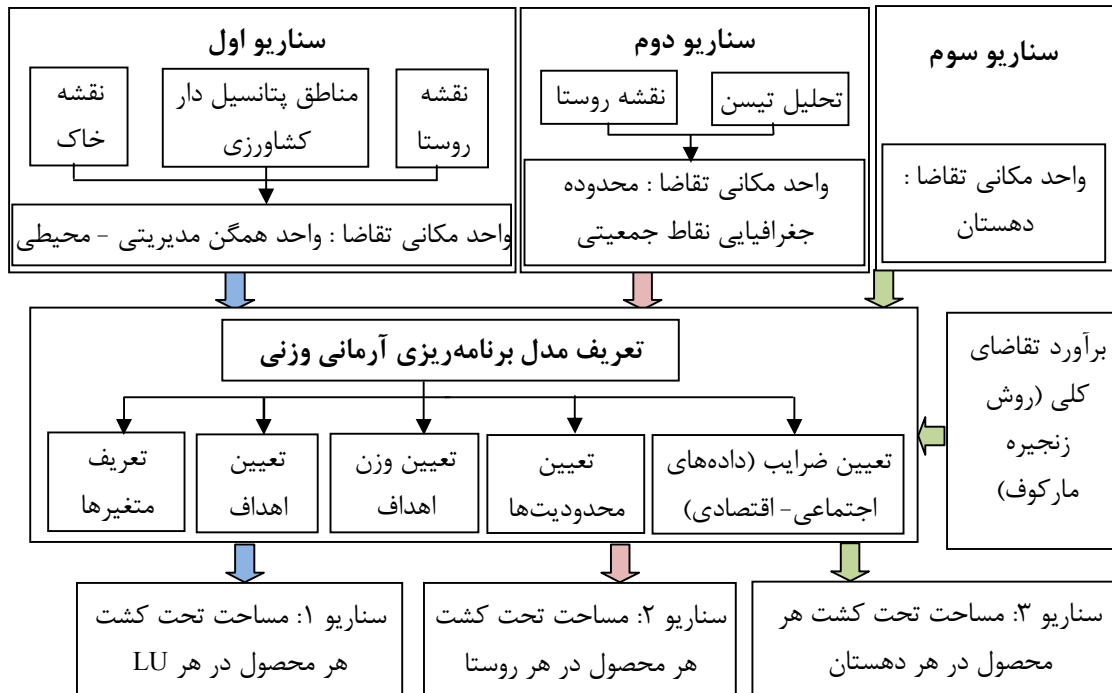 سناریو اول
نقشه
روستا
مناطق پتانسیل دار
کشاورزی
نقشه
خاک
واحد مکانی تقاضا : واحد همگن مدیریتی – محیطی
سناریو دوم
تحلیل تیسن
نقشه روستا
واحد مکانی تقاضا : محدوده
جغرافیایی نقاط جمعیتی
سناریو سوم
واحد مکانی تقاضا :
دهستان
برآورد تقاضای
کلی (روش
زنجیره
مارکوف)
تعریف مدل برنامه‌ریزی آرمانی وزنی
تعیین ضرایب (داده‌های
اجتماعی- اقتصادی)
تعیین
محدودیت‌ها
تعیین وزن
اهداف
تعیین
اهداف
تعریف
متغیرها
سناریو ۳: مساحت تحت کشت هر
محصول در هر دهستان
سناریو ۲: مساحت تحت کشت
هر محصول در هر روستا
سناریو ۱: مساحت تحت کشت
هر محصول در هر LU